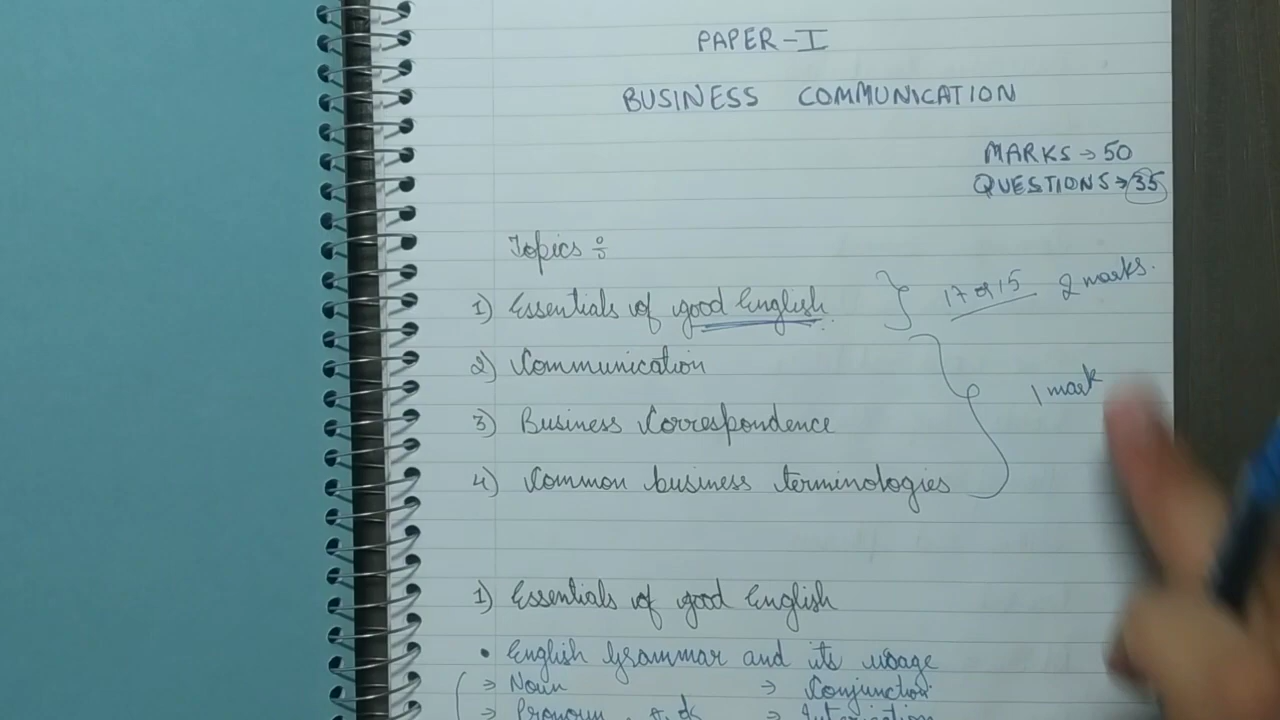 PAPER-I
BUSINESS COMMUNICATION
MARKS → 50
QUESTIONS → 35
Topics :
1) Essentials of good English 17 or 15 2 marks.
2) Communication
3) Business Correspondence 1 mark
4) Common business terminologies
1) Essentials of good English
• English Grammar and its usage
→ Noun → Conjunction
→ Pronoun →